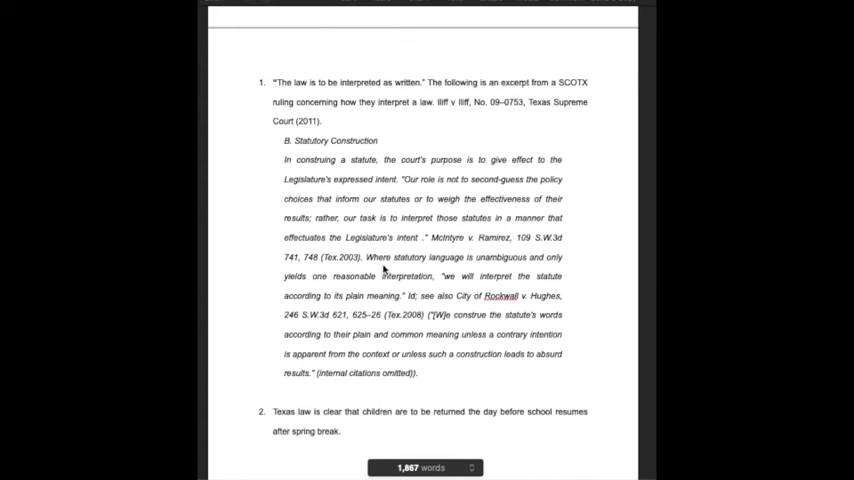 1. "The law is to be interpreted as written." The following is an excerpt from a SCOTX
ruling concerning how they interpret a law. Iliff v Iliff, No. 09–0753, Texas Supreme
Court (2011).
B. Statutory Construction
In construing a statute, the court's purpose is to give effect to the
Legislature's expressed intent. "Our role is not to second-guess the policy
choices that inform our statutes or to weigh the effectiveness of their
results; rather, our task is to interpret those statutes in a manner that
effectuates the Legislature's intent ." McIntyre v. Ramirez, 109 S.W.3d
741, 748 (Tex.2003). Where statutory language is unambiguous and only
yields one reasonable interpretation, "we will interpret the statute
according to its plain meaning." Id; see also City of Rockwall v. Hughes,
246 S.W.3d 621, 625–26 (Tex.2008) ("[W]e construe the statute's words
according to their plain and common meaning unless a contrary intention
is apparent from the context or unless such a construction leads to absurd
results." (internal citations omitted)).
2. Texas law is clear that children are to be returned the day before school resumes
after spring break.
1,867 words